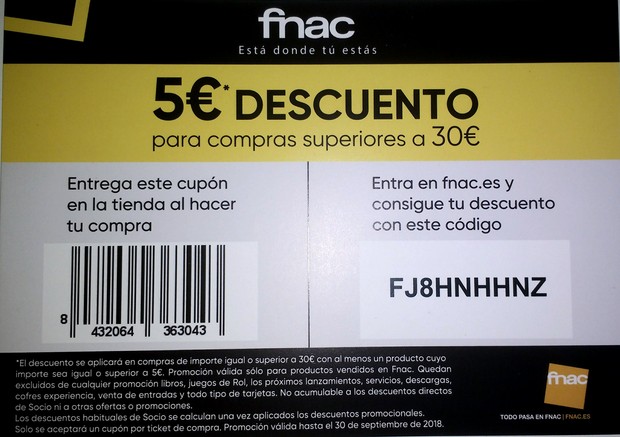 fnac
Está donde tú estás
5€* DESCUENTO
para compras superiores a 30€
Entrega este cupón
en la tienda al hacer
tu compra
8 432064 363043
Entra en fnac.es y
consigue tu descuento
con este código
FJ8HNHHNZ
*El descuento se aplicará en compras de importe igual o superior a 30€ con al menos un producto cuyo
importe sea igual o superior a 5€. Promoción válida sólo para productos vendidos en Fnac. Quedan
excluidos de cualquier promoción libros, juegos de Rol, los próximos lanzamientos, servicios, descargas,
cofres experiencia, venta de entradas y todo tipo de tarjetas. No acumulable a los descuentos directos
de Socio ni a otras ofertas o promociones.
Los descuentos habituales de Socio se calculan una vez aplicados los descuentos promocionales.
Solo se aceptará un cupón por ticket de compra. Promoción válida hasta el 30 de septiembre de 2018.
fnac
TODO PASA EN FNAC | FNAC.ES